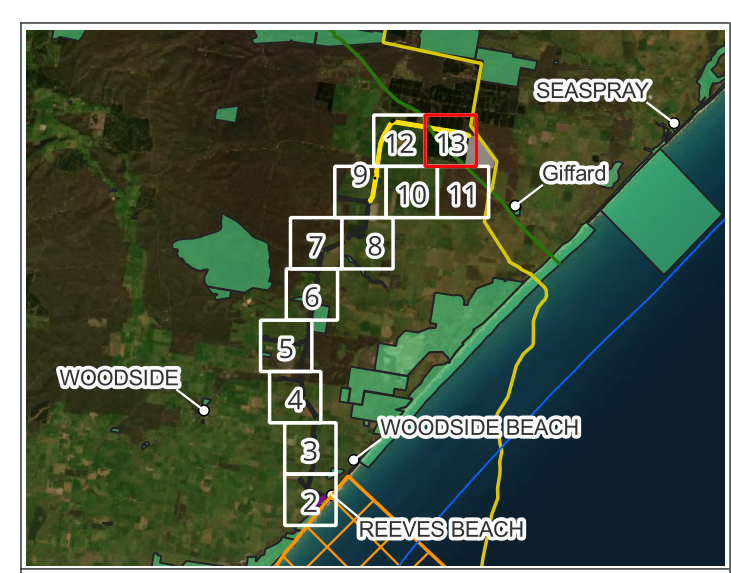 SEASPRAY
12
13
Giffard
9
10
11
7
8
6
5
WOODSIDE
4
WOODSIDE BEACH
3
2
REEVES BEACH